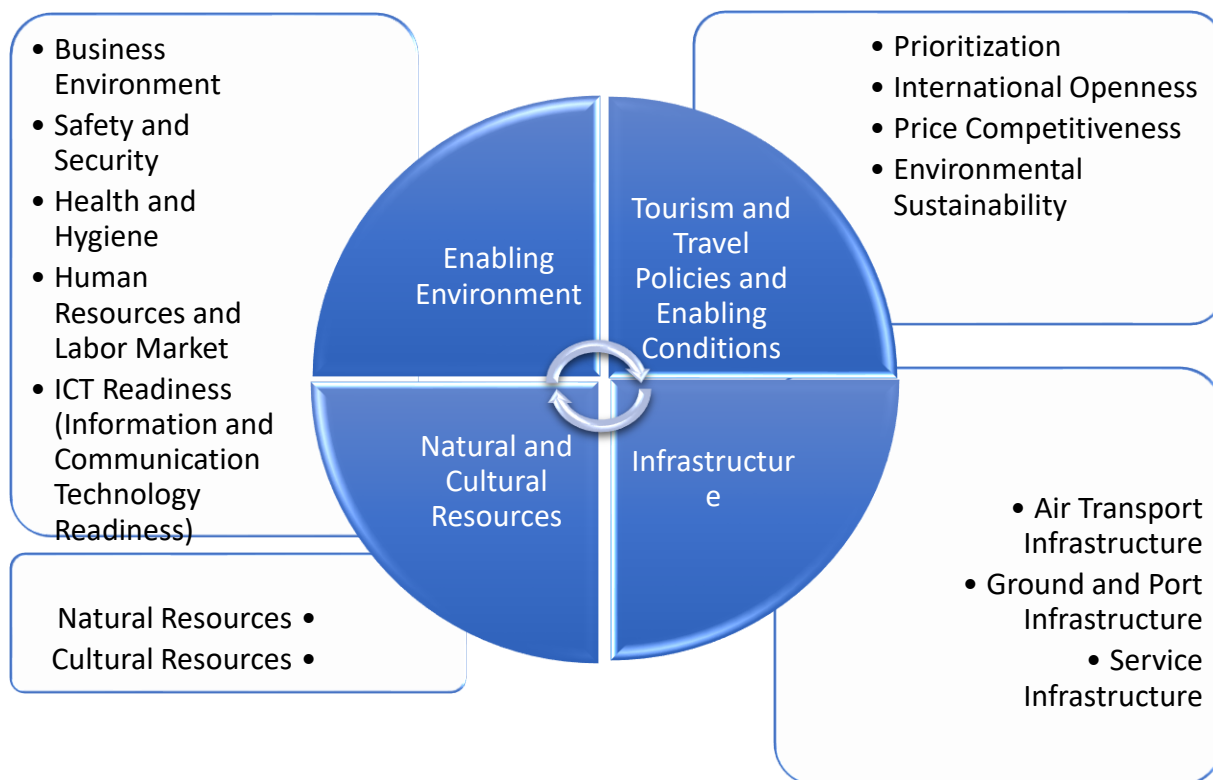 • Business
Environment
• Safety and
Security
• Health and
Hygiene
• Human
Resources and
Labor Market
• ICT Readiness
(Information and
Communication
Technology
Readiness)
• Prioritization
• International Openness
• Price Competitiveness
• Environmental
Sustainability
Enabling
Environment
Tourism and
Travel
Policies and
Enabling
Conditions
Natural and
Cultural
Resources
Infrastructur
e
Natural Resources •
Cultural Resources •
• Air Transport
Infrastructure
• Ground and Port
Infrastructure
• Service
Infrastructure